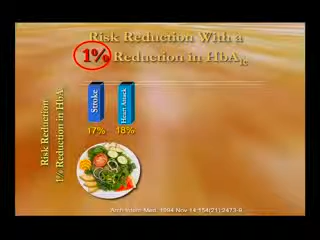 Risk Reduction With a
1% Reduction in HbA1c
Stroke
Heart Attack
17%
18%
Risk Reduction
1% Reduction in HbA
Arch Intern Med. 1994 Nov 14;154(21):2473-9